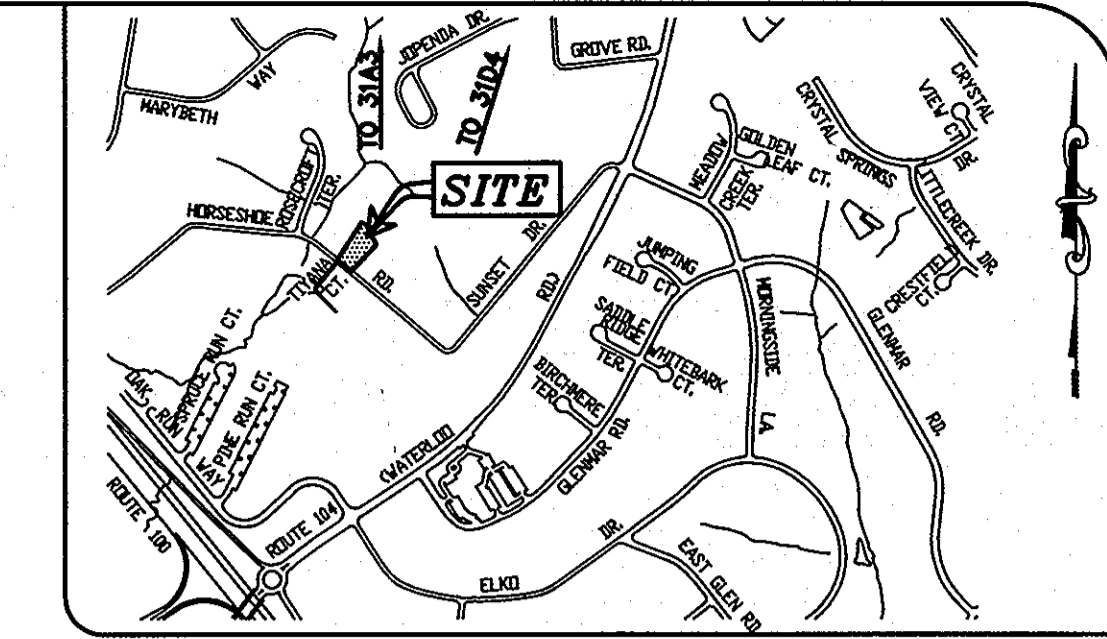 JOPENDA DR.
GROVE RD.
MARYBETH
WAY
TO 31A3
TO 31D4
CRYSTAL
VIEW CT.
CRYSTAL
DR.
CRYSTAL SPRINGS
GOLDEN
LEAF CT.
MEADOW
CREEK TER.
ROSECROFT
TER.
SITE
HORSESHOE
RD.
LITTLECREEK DR.
CRESTFIELD
CT.
TIYANA
CT.
SUNSET
DR.
RD.)
JUMPING
FIELD CT.
SADDLE
RIDGE
TER.
WHITEBARK
CT.
MORNINGSIDE
LA.
GLENMAR
RD.
BIRCHMERE
TER.
GLENMAR RD.
SPRUCE RUN CT.
OAK
RUN
WAY
PINE RUN CT.
(WATERLOO
ROUTE 104
ROUTE 100
ELKO
DR.
EAST GLEN RD.